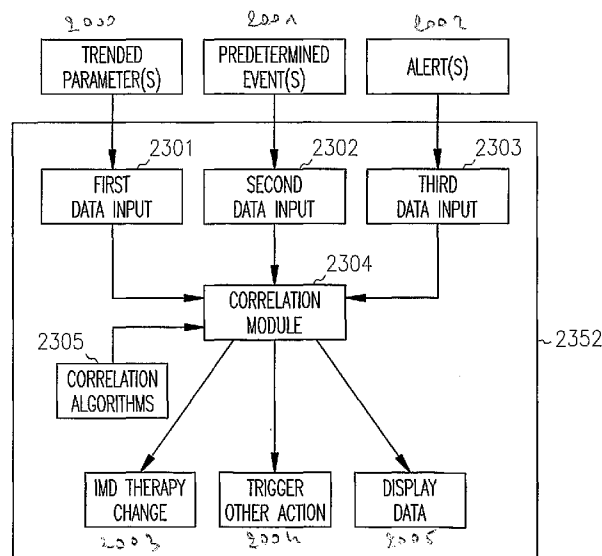 2000 2001 2002
TRENDED
PARAMETER(S)
PREDETERMINED
EVENT(S)
ALERT(S)
2301 2302 2303
FIRST
DATA INPUT
SECOND
DATA INPUT
THIRD
DATA INPUT
2304
CORRELATION
MODULE
2305
CORRELATION
ALGORITHMS
2352
IMD THERAPY
CHANGE
TRIGGER
OTHER ACTION
DISPLAY
DATA
2003 2004 2005